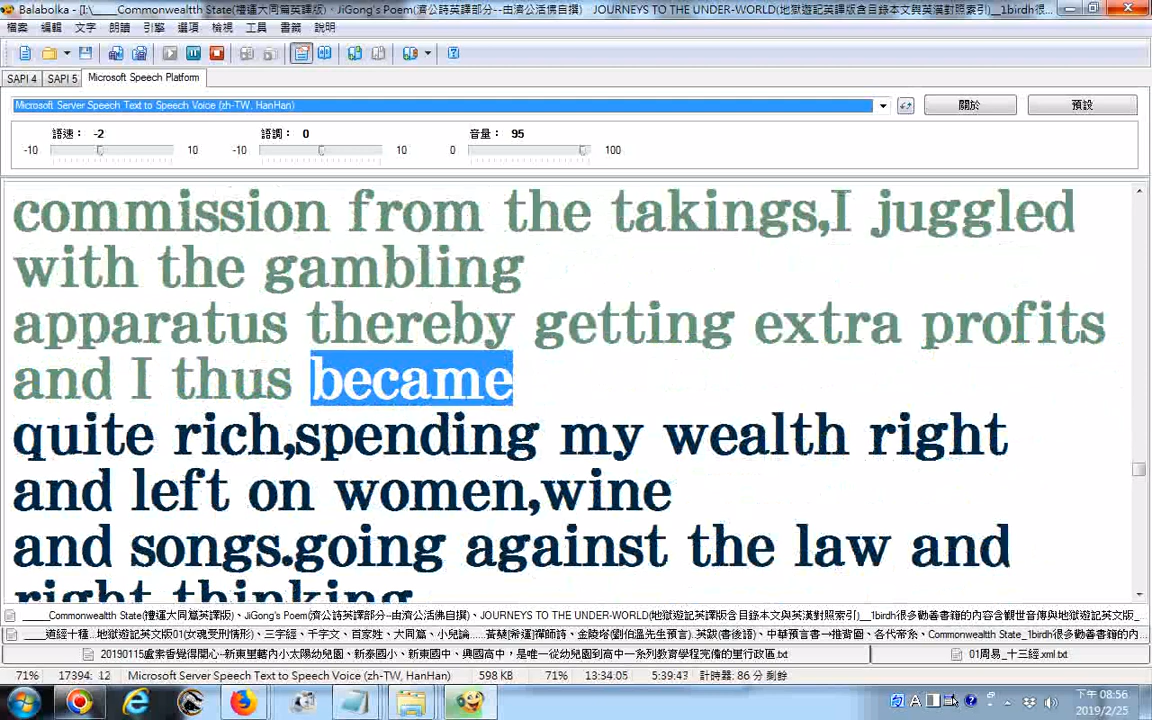 Balabolka - [I:\____Commonwealtth State(禮運大同篇英譯版)、JiGong's Poem(濟公詩英譯部分--由濟公活佛自撰) JOURNEYS TO THE UNDER-WORLD(地獄遊記英譯版含目錄本文與英漢對照索引)__1birdh很...
檔案 編輯 文字 朗讀 引擎 選項 檢視 工具 書籤 說明
SAPI 4 SAPI 5 Microsoft Speech Platform
Microsoft Server Speech Text to Speech Voice (zh-TW, HanHan) 關於 預設
語速： -2 語調： 0 音量： 95
-10 10 -10 10 0 100
commission from the takings,I juggled
with the gambling
apparatus thereby getting extra profits
and I thus became
quite rich,spending my wealth right
and left on women,wine
and songs.going against the law and
right thinking
____Commonwealth State(禮運大同篇英譯版)、JiGong's Poem(濟公詩英譯部分--由濟公活佛自撰)、JOURNEYS TO THE UNDER-WORLD(地獄遊記英譯版含目錄本文與英漢對照索引)__1birdh很多勸善書籍的內容含觀世音傳與地獄遊記英文版_
道經十種...地獄遊記英文版01(女魂受刑情形)、三字經、千字文、百家姓、大同篇、小兒論......黃檗[希運]禪師詩、金陵塔(劉伯溫先生預言).英獃(書後語)、中華預言書一推背圖、各代帝系、Commonwealth State_1birdh很多勸善書籍的內...
20190115盧素香覺得開心--新東里轄內小太陽幼兒園、新泰國小、新東國中、興國高中，是唯一從幼兒園到高中一系列教育學程完備的里行政區.txt 01周易_十三經.xml.txt
71% 17394: 12 Microsoft Server Speech Text to Speech Voice (zh-TW, HanHan) 598 KB 71% 13:34:05 5:39:43 計時器: 86 分 剩餘
下午 08:56
2019/2/25